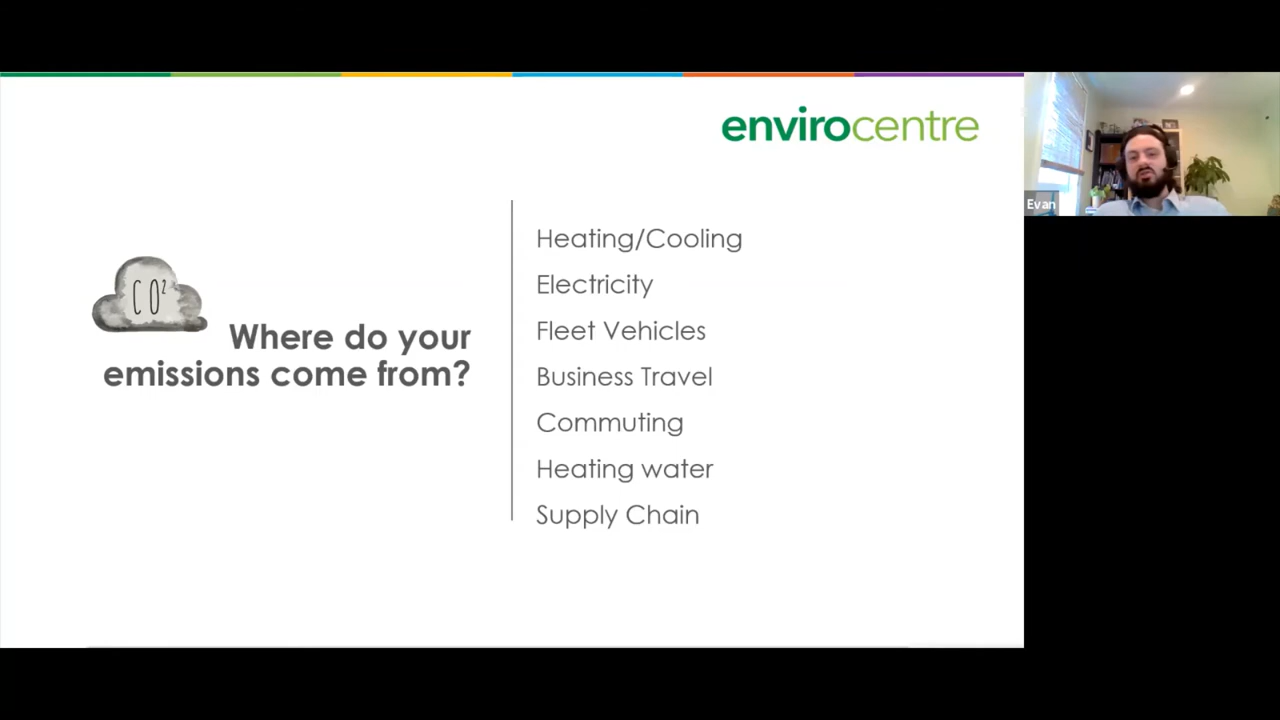 envirocentre
Evan
CO²
Where do your
emissions come from?
Heating/Cooling
Electricity
Fleet Vehicles
Business Travel
Commuting
Heating water
Supply Chain